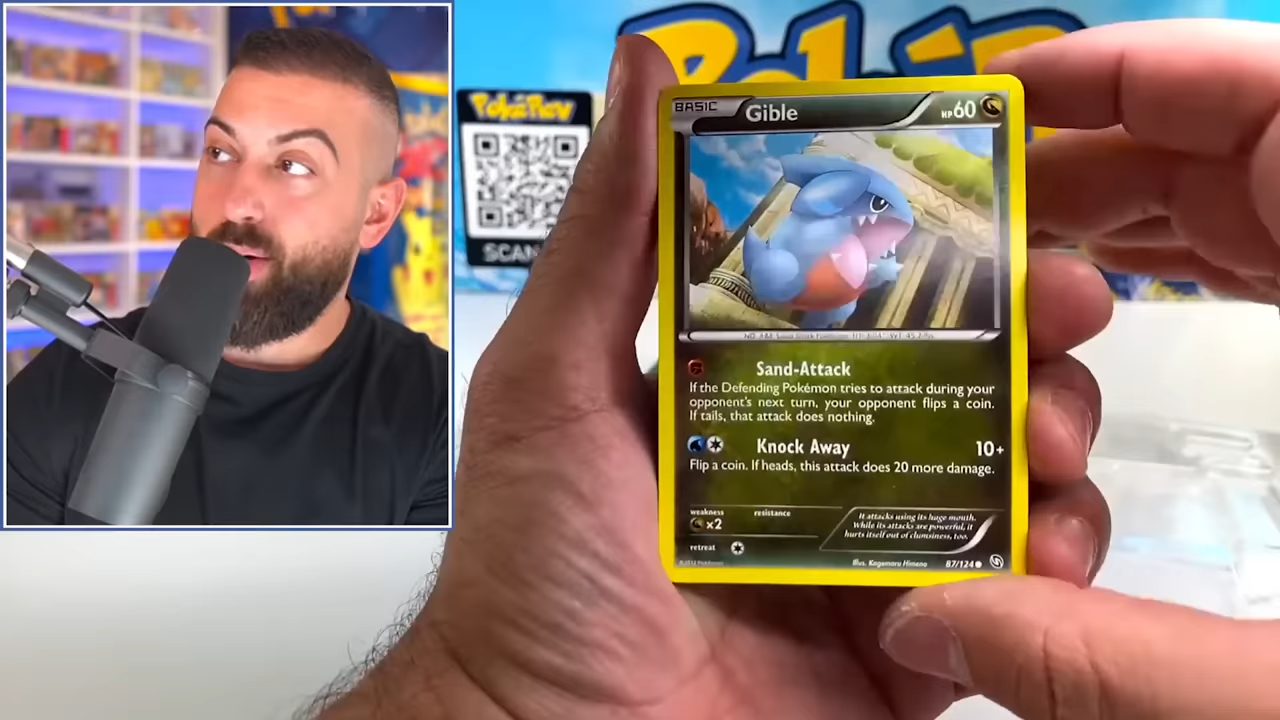 PokéRev
SCAN
BASIC
Gible
HP60
Sand-Attack
If the Defending Pokémon tries to attack during your
opponent's next turn, your opponent flips a coin.
If tails, that attack does nothing.
Knock Away 10+
Flip a coin. If heads, this attack does 20 more damage.
weakness resistance
x2
It attacks using its huge mouth.
While its attacks are powerful, it
hurts itself out of clumsiness, too.
retreat
Illus. Kagemaru Himeno 87/124